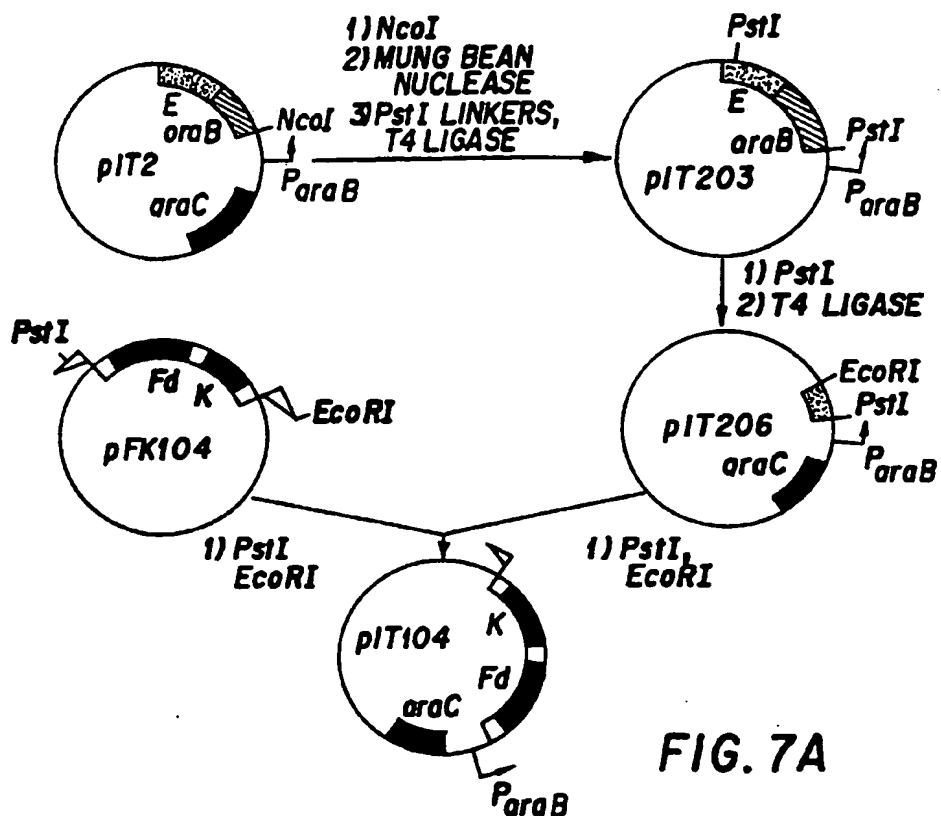 1) NcoI
2) MUNG BEAN
NUCLEASE
3) PstI LINKERS,
T4 LIGASE
PstI
E
araB
NcoI
pIT2
ParaB
araC
E
araB
PstI
pIT203
ParaB
1) PstI
2) T4 LIGASE
PstI
Fd
K
EcoRI
pFK104
EcoRI
PstI
pIT206
araC
ParaB
1) PstI
EcoRI
1) PstI,
EcoRI
K
pIT104
Fd
araC
ParaB
FIG. 7A